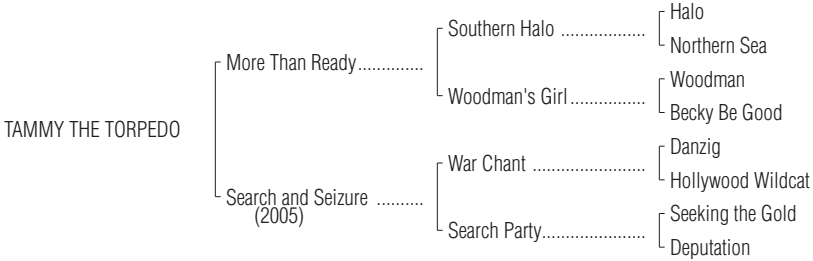 Halo
Southern Halo ..................
Northern Sea
More Than Ready..............
Woodman
Woodman's Girl................
Becky Be Good
TAMMY THE TORPEDO
Danzig
War Chant ........................
Hollywood Wildcat
Search and Seizure ..........
(2005)
Seeking the Gold
Search Party......................
Deputation